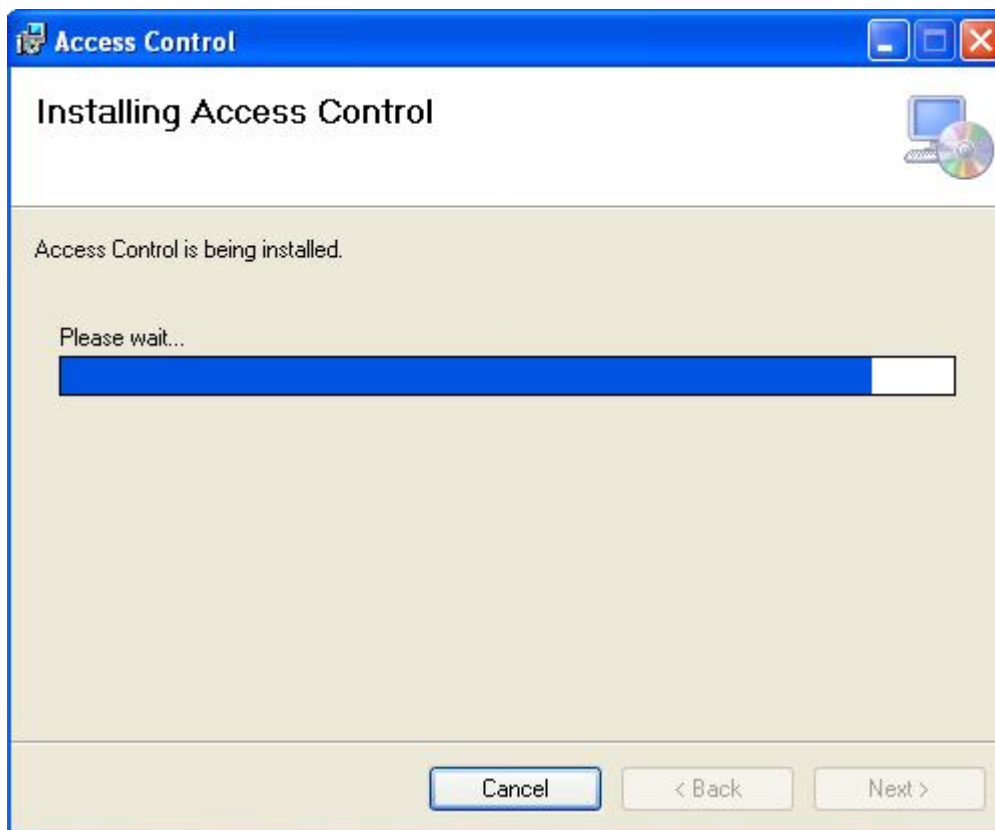 Access Control
Installing Access Control
Access Control is being installed.
Please wait...
Cancel
< Back
Next >